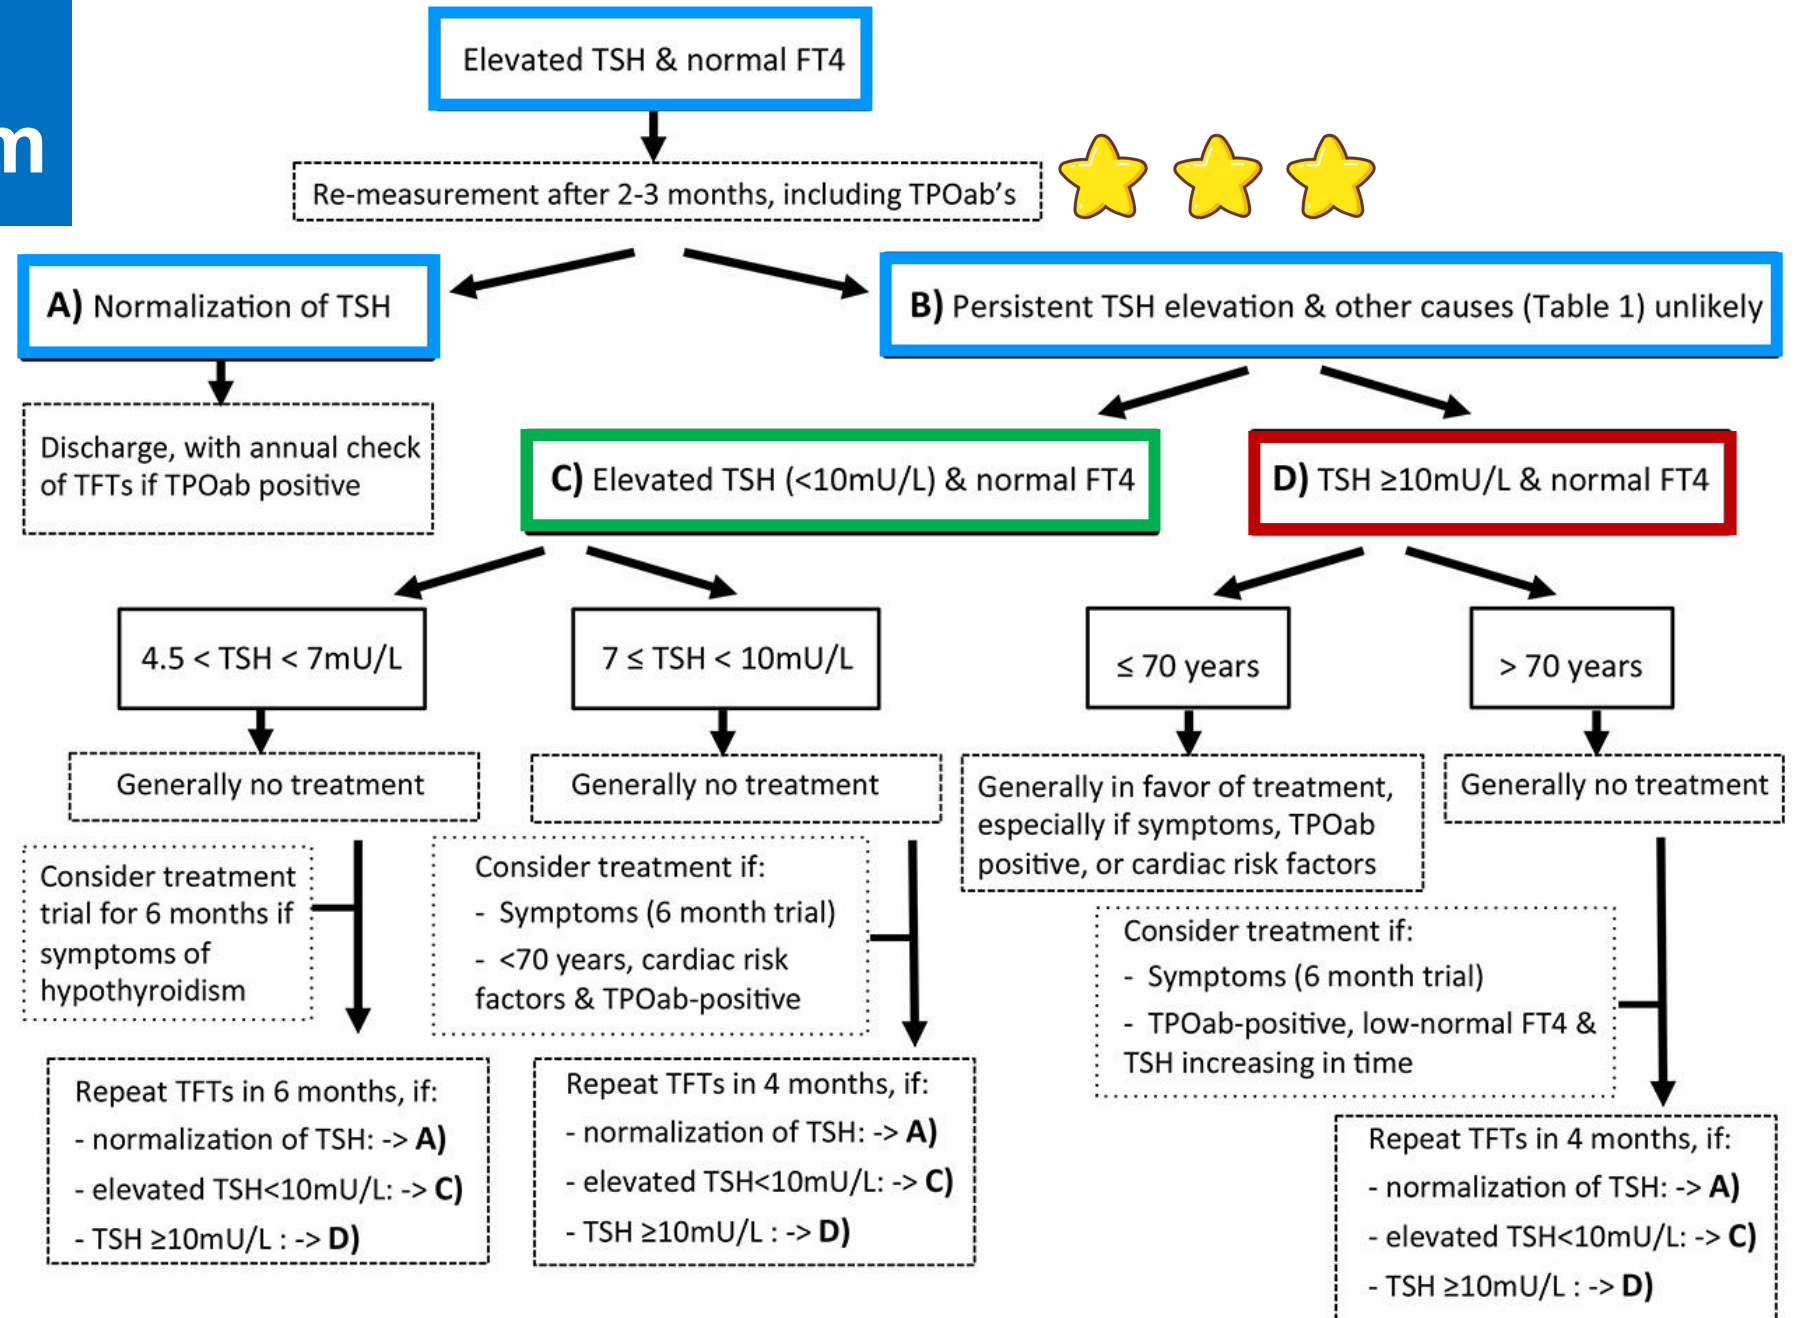 m
Elevated TSH & normal FT4
Re-measurement after 2-3 months, including TPOab's
A) Normalization of TSH
B) Persistent TSH elevation & other causes (Table 1) unlikely
Discharge, with annual check
of TFTs if TPOab positive
C) Elevated TSH (<10mU/L) & normal FT4
D) TSH ≥10mU/L & normal FT4
4.5 < TSH < 7mU/L
7 ≤ TSH < 10mU/L
≤ 70 years
> 70 years
Generally no treatment
Generally no treatment
Generally in favor of treatment,
especially if symptoms, TPOab
positive, or cardiac risk factors
Generally no treatment
Consider treatment
trial for 6 months if
symptoms of
hypothyroidism
Consider treatment if:
- Symptoms (6 month trial)
- <70 years, cardiac risk
factors & TPOab-positive
Consider treatment if:
- Symptoms (6 month trial)
- TPOab-positive, low-normal FT4 &
TSH increasing in time
Repeat TFTs in 6 months, if:
- normalization of TSH: -> A)
- elevated TSH<10mU/L: -> C)
- TSH ≥10mU/L : -> D)
Repeat TFTs in 4 months, if:
- normalization of TSH: -> A)
- elevated TSH<10mU/L: -> C)
- TSH ≥10mU/L : -> D)
Repeat TFTs in 4 months, if:
- normalization of TSH: -> A)
- elevated TSH<10mU/L: -> C)
- TSH ≥10mU/L : -> D)